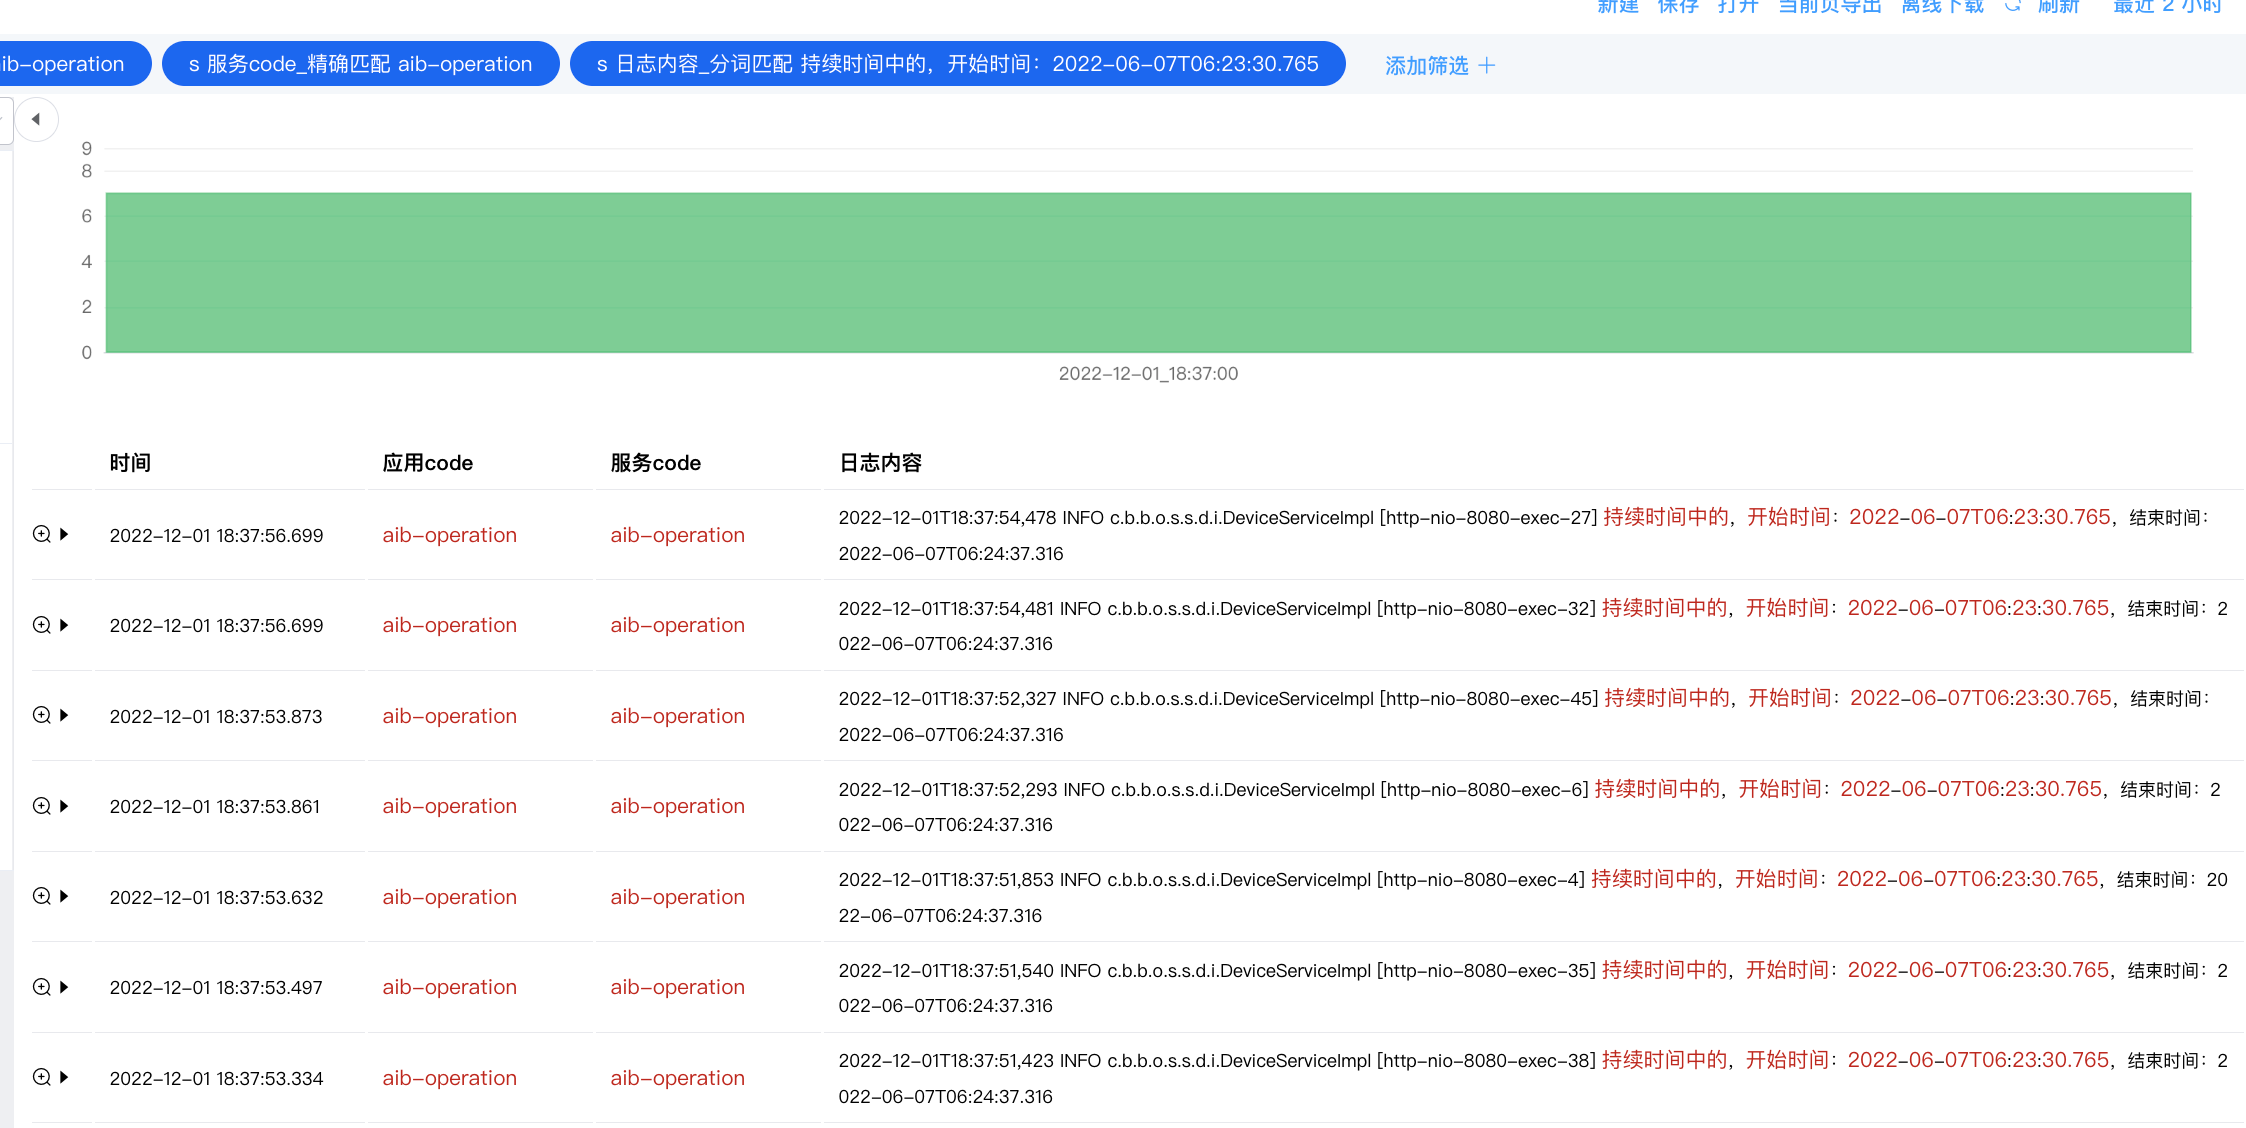 新建 保存 打开 当前页导出 离线下载 刷新 最近 2 小时
ib-operation s 服务code_精确匹配 aib-operation s 日志内容_分词匹配 持续时间中的，开始时间：2022-06-07T06:23:30.765 添加筛选
9
8
6
4
2
0
2022-12-01_18:37:00
时间 应用code 服务code 日志内容
2022-12-01T18:37:54,478 INFO c.b.b.o.s.s.d.i.DeviceServiceImpl [http-nio-8080-exec-27] 持续时间中的，开始时间：2022-06-07T06:23:30.765，结束时间：
2022-12-01 18:37:56.699 aib-operation aib-operation
2022-06-07T06:24:37.316
2022-12-01T18:37:54,481 INFO c.b.b.o.s.s.d.i.DeviceServiceImpl [http-nio-8080-exec-32] 持续时间中的，开始时间：2022-06-07T06:23:30.765，结束时间：2
2022-12-01 18:37:56.699 aib-operation aib-operation
022-06-07T06:24:37.316
2022-12-01T18:37:52,327 INFO c.b.b.o.s.s.d.i.DeviceServiceImpl [http-nio-8080-exec-45] 持续时间中的，开始时间：2022-06-07T06:23:30.765，结束时间：
2022-12-01 18:37:53.873 aib-operation aib-operation
2022-06-07T06:24:37.316
2022-12-01T18:37:52,293 INFO c.b.b.o.s.s.d.i.DeviceServiceImpl [http-nio-8080-exec-6] 持续时间中的，开始时间：2022-06-07T06:23:30.765，结束时间：2
2022-12-01 18:37:53.861 aib-operation aib-operation
022-06-07T06:24:37.316
2022-12-01T18:37:51,853 INFO c.b.b.o.s.s.d.i.DeviceServiceImpl [http-nio-8080-exec-4] 持续时间中的，开始时间：2022-06-07T06:23:30.765，结束时间：20
2022-12-01 18:37:53.632 aib-operation aib-operation
22-06-07T06:24:37.316
2022-12-01T18:37:51,540 INFO c.b.b.o.s.s.d.i.DeviceServiceImpl [http-nio-8080-exec-35] 持续时间中的，开始时间：2022-06-07T06:23:30.765，结束时间：2
2022-12-01 18:37:53.497 aib-operation aib-operation
022-06-07T06:24:37.316
2022-12-01T18:37:51,423 INFO c.b.b.o.s.s.d.i.DeviceServiceImpl [http-nio-8080-exec-38] 持续时间中的，开始时间：2022-06-07T06:23:30.765，结束时间：2
2022-12-01 18:37:53.334 aib-operation aib-operation
022-06-07T06:24:37.316